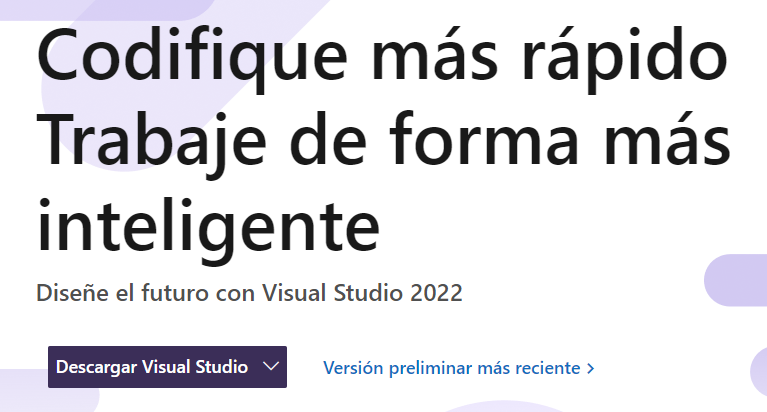 Codifique más rápido
Trabaje de forma más
inteligente
Diseñe el futuro con Visual Studio 2022
Descargar Visual Studio
Versión preliminar más reciente